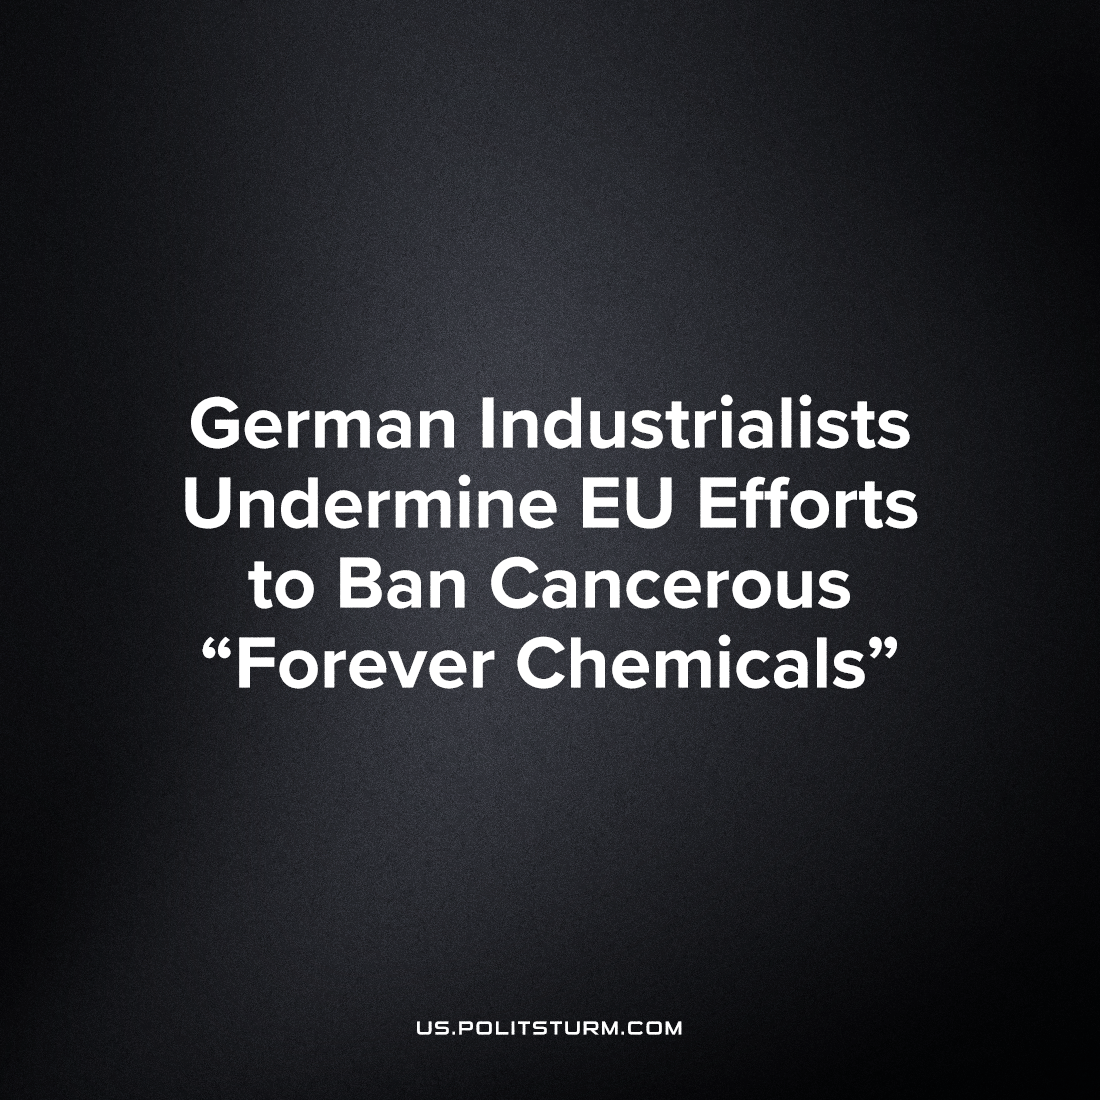 German Industrialists
Undermine EU Efforts
to Ban Cancerous
“Forever Chemicals”
US.POLITSTURM.COM